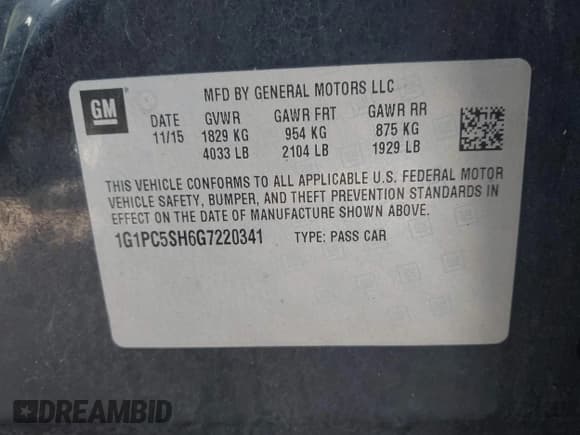 GM
MFD BY GENERAL MOTORS LLC
DATE GVWR GAWR FRT GAWR RR
11/15 1829 KG 954 KG 875 KG
4033 LB 2104 LB 1929 LB
THIS VEHICLE CONFORMS TO ALL APPLICABLE U.S. FEDERAL MOTOR
VEHICLE SAFETY, BUMPER, AND THEFT PREVENTION STANDARDS IN
EFFECT ON THE DATE OF MANUFACTURE SHOWN ABOVE.
1G1PC5SH6G7220341 TYPE: PASS CAR
DREAMBID